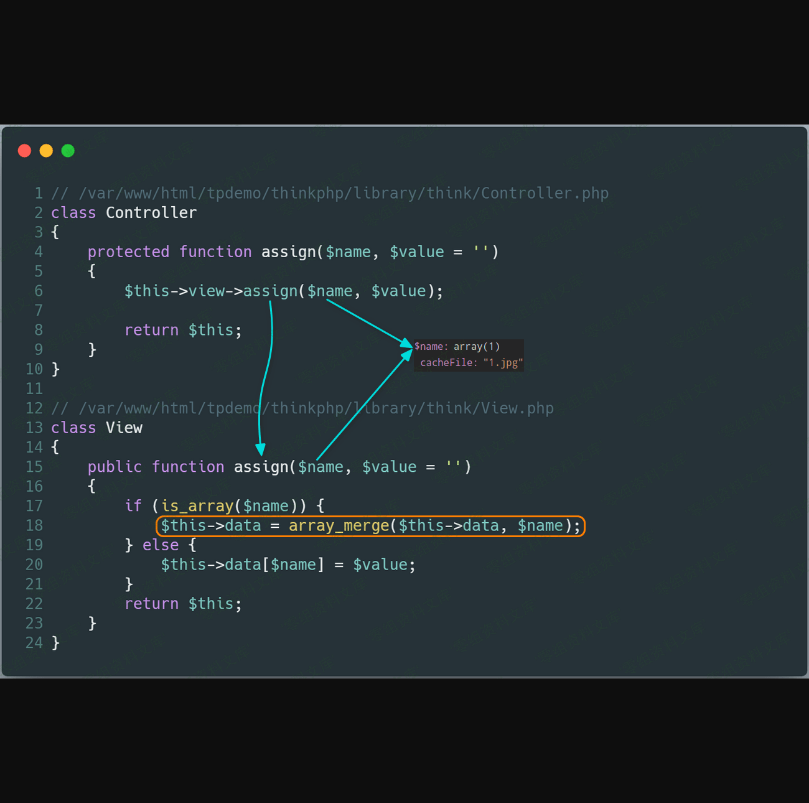 1 // /var/www/html/tpdemo/thinkphp/library/think/Controller.php
2 class Controller
3 {
4     protected function assign($name, $value = '')
5     {
6         $this->view->assign($name, $value);
7
8         return $this;
9     }
$name: array(1)
cacheFile: "1.jpg"
10 }
11
12 // /var/www/html/tpdemo/thinkphp/library/think/View.php
13 class View
14 {
15     public function assign($name, $value = '')
16     {
17         if (is_array($name)) {
18             $this->data = array_merge($this->data, $name);
19         } else {
20             $this->data[$name] = $value;
21         }
22         return $this;
23     }
24 }